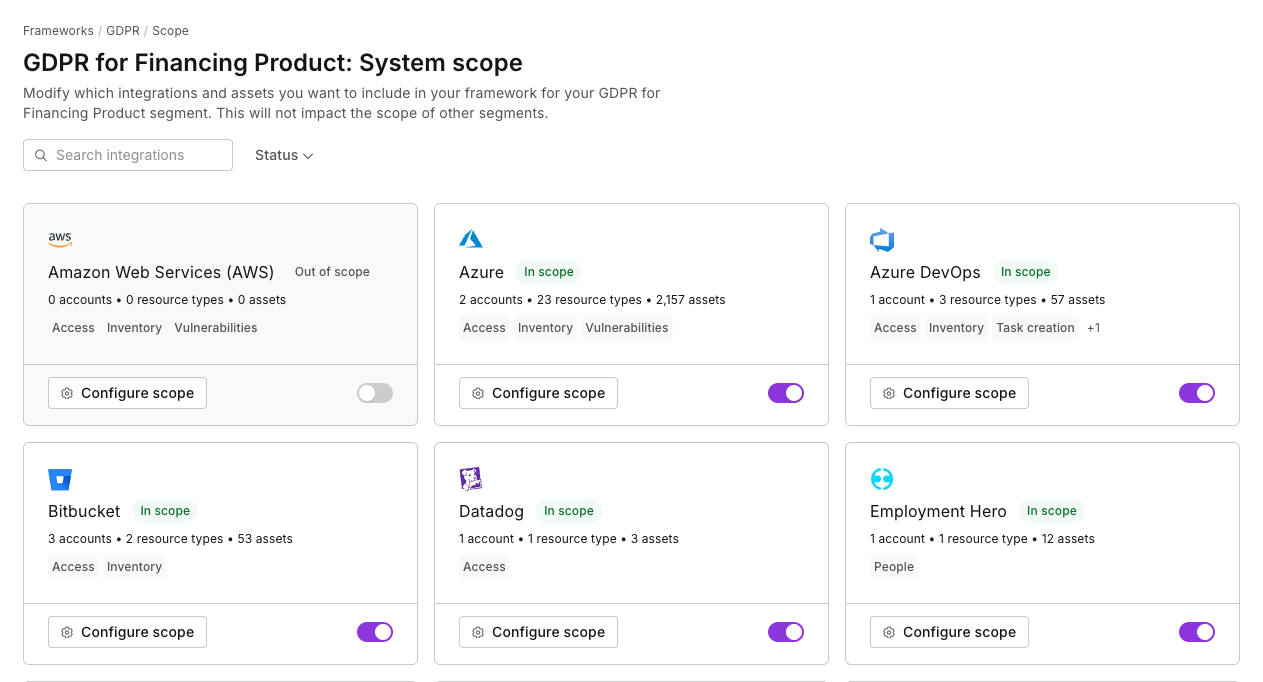 Frameworks / GDPR / Scope
GDPR for Financing Product: System scope
Modify which integrations and assets you want to include in your framework for your GDPR for
Financing Product segment. This will not impact the scope of other segments.
Search integrations
Status
aws
Amazon Web Services (AWS) Out of scope
0 accounts • 0 resource types • 0 assets
Access Inventory Vulnerabilities
Configure scope
Azure In scope
2 accounts • 23 resource types • 2,157 assets
Access Inventory Vulnerabilities
Configure scope
Azure DevOps In scope
1 account • 3 resource types • 57 assets
Access Inventory Task creation +1
Configure scope
Bitbucket In scope
3 accounts • 2 resource types • 53 assets
Access Inventory
Configure scope
Datadog In scope
1 account • 1 resource type • 3 assets
Access
Configure scope
Employment Hero In scope
1 account • 1 resource type • 12 assets
People
Configure scope